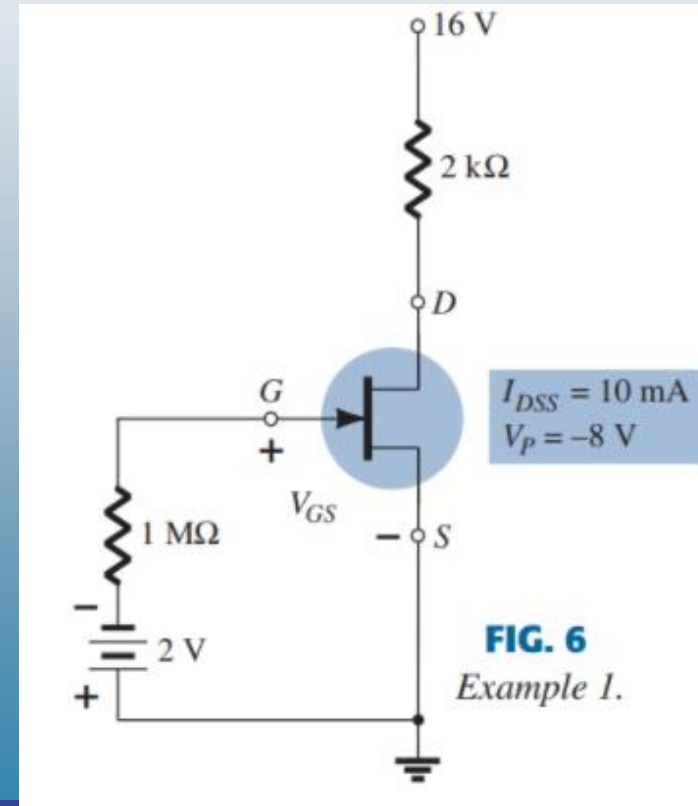 16 V
2 kΩ
D
G
+
I_DSS = 10 mA
V_P = –8 V
V_GS
1 MΩ
– S
–
2 V
+
FIG. 6
Example 1.